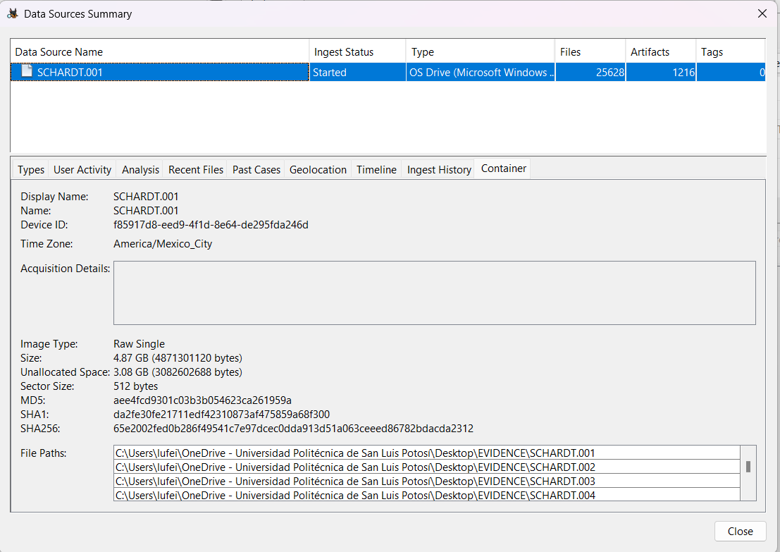 Data Sources Summary
Data Source Name Ingest Status Type Files Artifacts Tags
SCHARDT.001 Started OS Drive (Microsoft Windows ... 25628 1216 0
Types User Activity Analysis Recent Files Past Cases Geolocation Timeline Ingest History Container
Display Name: SCHARDT.001
Name: SCHARDT.001
Device ID: f85917d8-eed9-4f1d-8e64-de295fda246d
Time Zone: America/Mexico_City
Acquisition Details:
Image Type: Raw Single
Size: 4.87 GB (4871301120 bytes)
Unallocated Space: 3.08 GB (3082602688 bytes)
Sector Size: 512 bytes
MD5: aee4fcd9301c03b3b054623ca261959a
SHA1: da2fe30fe21711edf42310873af475859a68f300
SHA256: 65e2002fed0b286f49541c7e97dcec0dda913d51a063ceeed86782bdacda2312
File Paths: C:\Users\lufei\OneDrive - Universidad Politécnica de San Luis Potosí\Desktop\EVIDENCE\SCHARDT.001
C:\Users\lufei\OneDrive - Universidad Politécnica de San Luis Potosí\Desktop\EVIDENCE\SCHARDT.002
C:\Users\lufei\OneDrive - Universidad Politécnica de San Luis Potosí\Desktop\EVIDENCE\SCHARDT.003
C:\Users\lufei\OneDrive - Universidad Politécnica de San Luis Potosí\Desktop\EVIDENCE\SCHARDT.004
Close